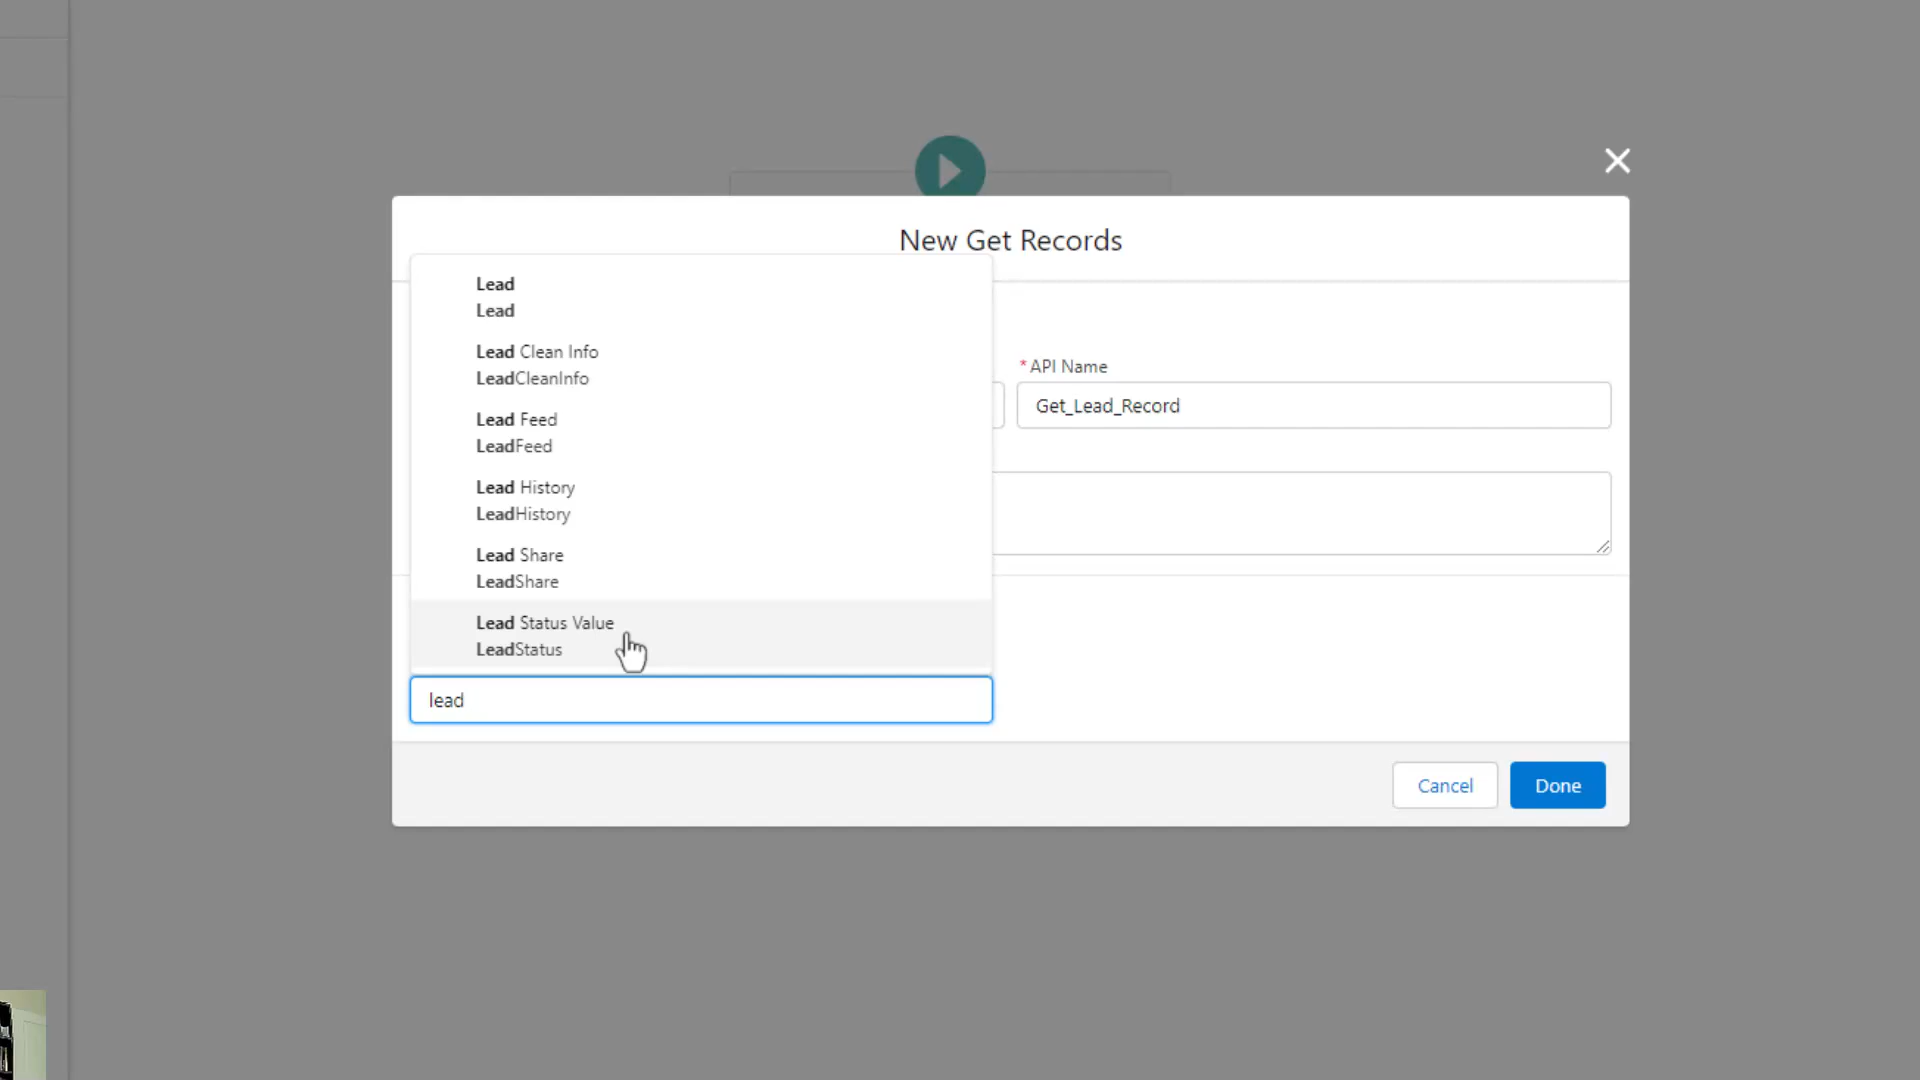 New Get Records
Lead
Lead
Lead Clean Info
LeadCleanInfo
Lead Feed
LeadFeed
Lead History
LeadHistory
Lead Share
LeadShare
Lead Status Value
LeadStatus
lead
* API Name
Get_Lead_Record
Cancel
Done